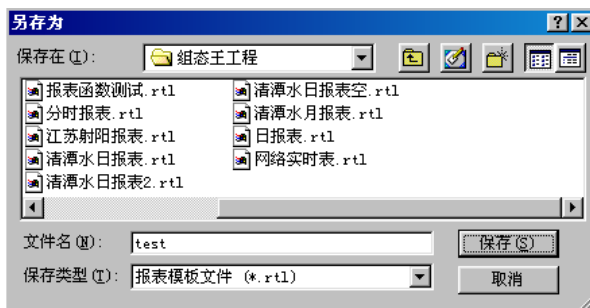 另存为
保存在(I): 组态王工程
报表函数测试.rtl
分时报表.rtl
江苏射阳报表.rtl
清潭水日报表.rtl
清潭水日报表2.rtl
清潭水日报表空.rtl
清潭水月报表.rtl
日报表.rtl
网络实时表.rtl
文件名(N): test 保存(S)
保存类型(T): 报表模板文件 (*.rtl) 取消